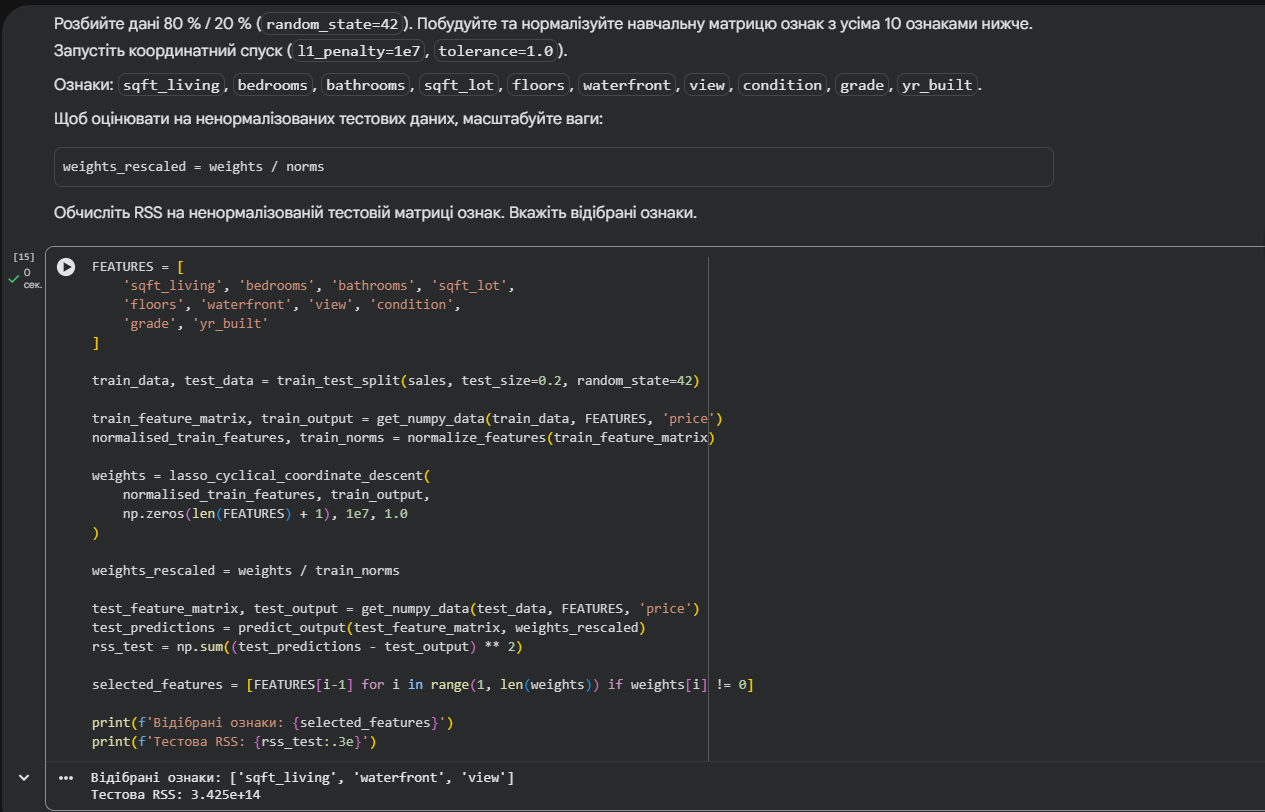 Розбийте дані 80 % / 20 % ( random_state=42 ). Побудуйте та нормалізуйте навчальну матрицю ознак з усіма 10 ознаками нижче.
Запустіть координатний спуск ( l1_penalty=1e7 , tolerance=1.0 ).
Ознаки: sqft_living , bedrooms , bathrooms , sqft_lot , floors , waterfront , view , condition , grade , yr_built .
Щоб оцінювати на ненормалізованих тестових даних, масштабуйте ваги:
weights_rescaled = weights / norms
Обчисліть RSS на ненормалізованій тестовій матриці ознак. Вкажіть відібрані ознаки.
[15]
0
сек.
FEATURES = [
    'sqft_living', 'bedrooms', 'bathrooms', 'sqft_lot',
    'floors', 'waterfront', 'view', 'condition',
    'grade', 'yr_built'
]
train_data, test_data = train_test_split(sales, test_size=0.2, random_state=42)
train_feature_matrix, train_output = get_numpy_data(train_data, FEATURES, 'price')
normalised_train_features, train_norms = normalize_features(train_feature_matrix)
weights = lasso_cyclical_coordinate_descent(
    normalised_train_features, train_output,
    np.zeros(len(FEATURES) + 1), 1e7, 1.0
)
weights_rescaled = weights / train_norms
test_feature_matrix, test_output = get_numpy_data(test_data, FEATURES, 'price')
test_predictions = predict_output(test_feature_matrix, weights_rescaled)
rss_test = np.sum((test_predictions - test_output) ** 2)
selected_features = [FEATURES[i-1] for i in range(1, len(weights)) if weights[i] != 0]
print(f'Відібрані ознаки: {selected_features}')
print(f'Тестова RSS: {rss_test:.3e}')
Відібрані ознаки: ['sqft_living', 'waterfront', 'view']
Тестова RSS: 3.425e+14